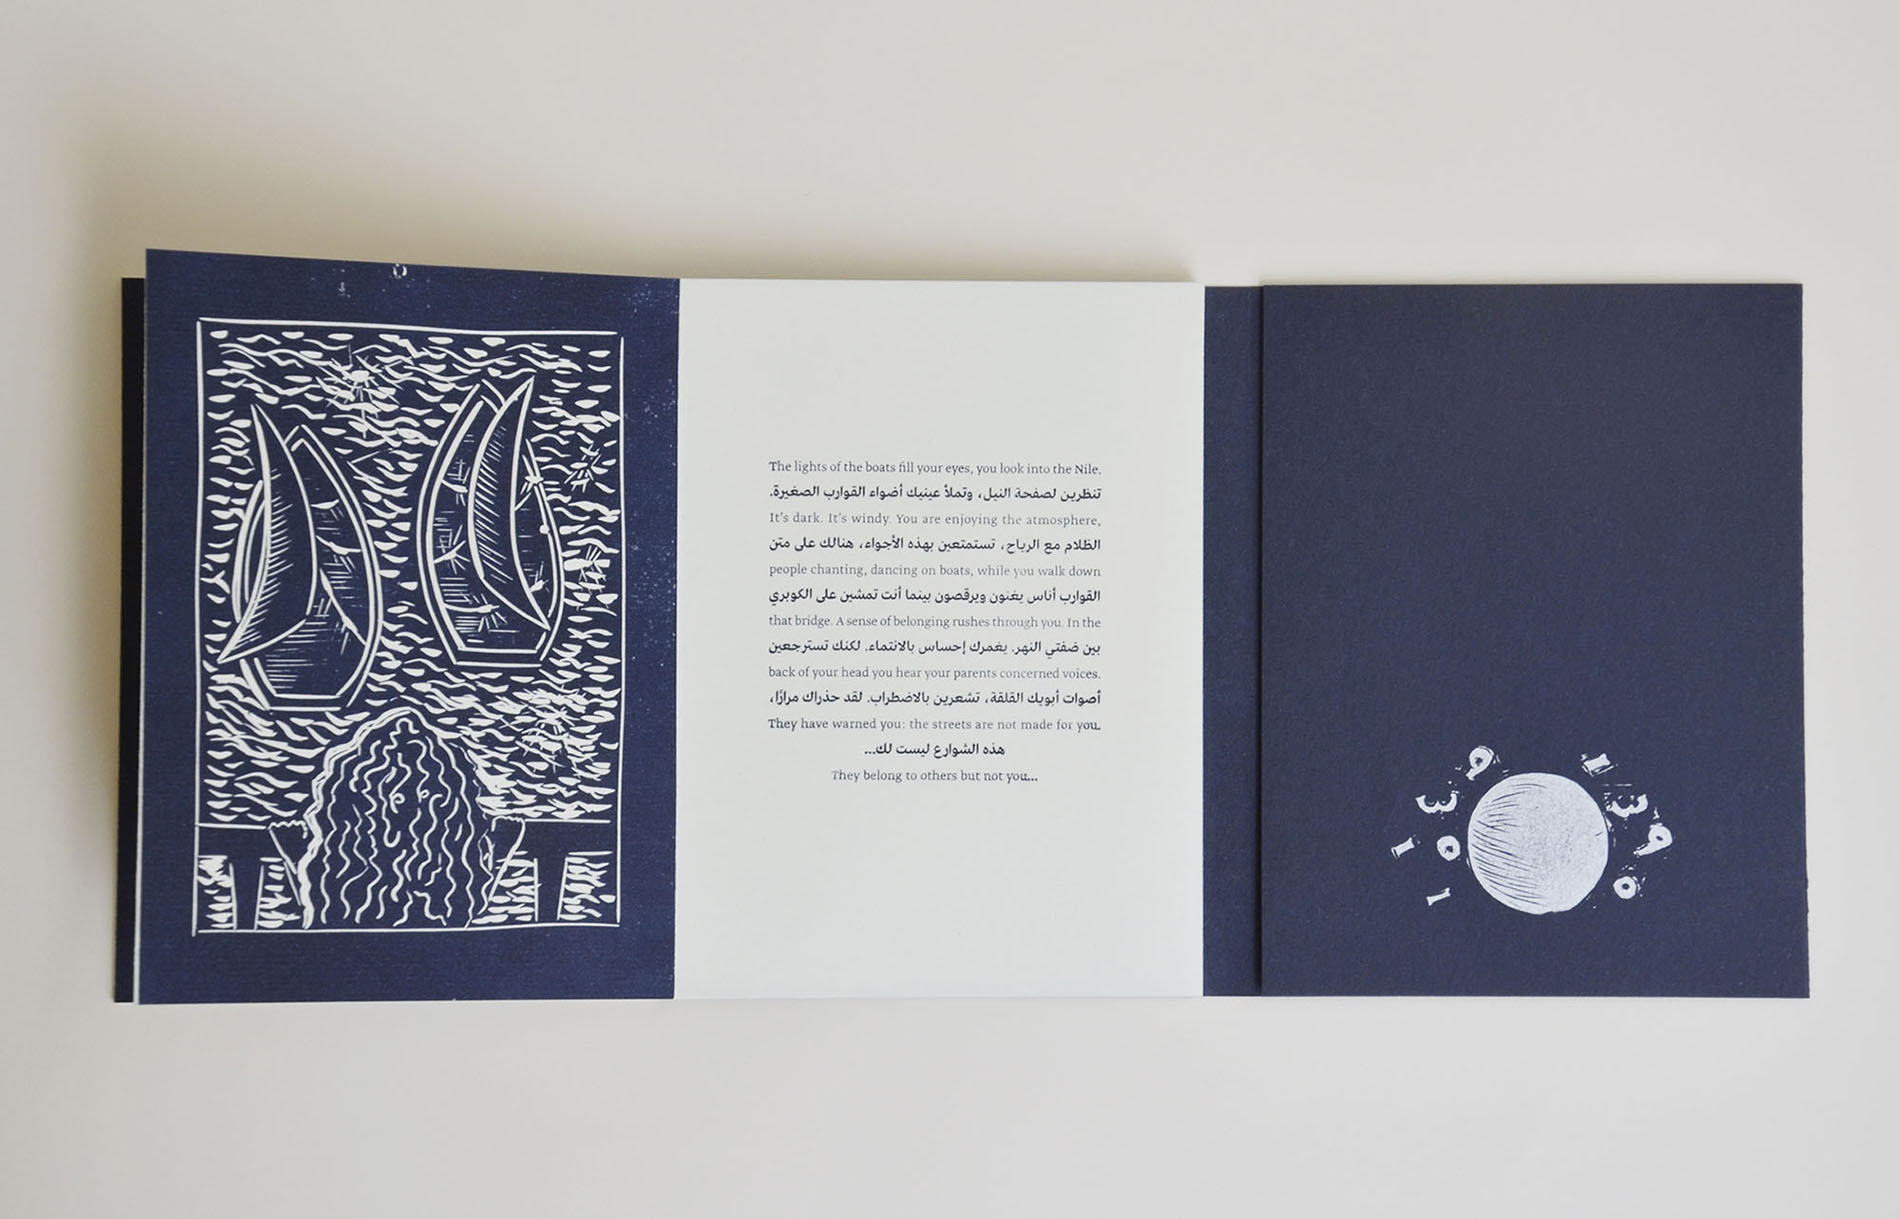 The lights of the boats fill your eyes, you look into the Nile.
تنظرين لصفحة النيل، وتملأ عينيك أضواء القوارب الصغيرة.
It's dark. It's windy. You are enjoying the atmosphere,
الظلام مع الرياح، تستمتعين بهذه الأجواء، هنالك على متن
people chanting, dancing on boats, while you walk down
القوارب أناس يغنون ويرقصون بينما أنت تمشين على الكوبري
that bridge. A sense of belonging rushes through you. In the
بين ضفتي النهر. يغمرك إحساس بالانتماء. لكنك تسترجعين
back of your head you hear your parents concerned voices.
أصوات أبويك القلقة، تشعرين بالاضطراب. لقد حذراك مرارًا،
They have warned you: the streets are not made for you.
هذه الشوارع ليست لك...
They belong to others but not you...